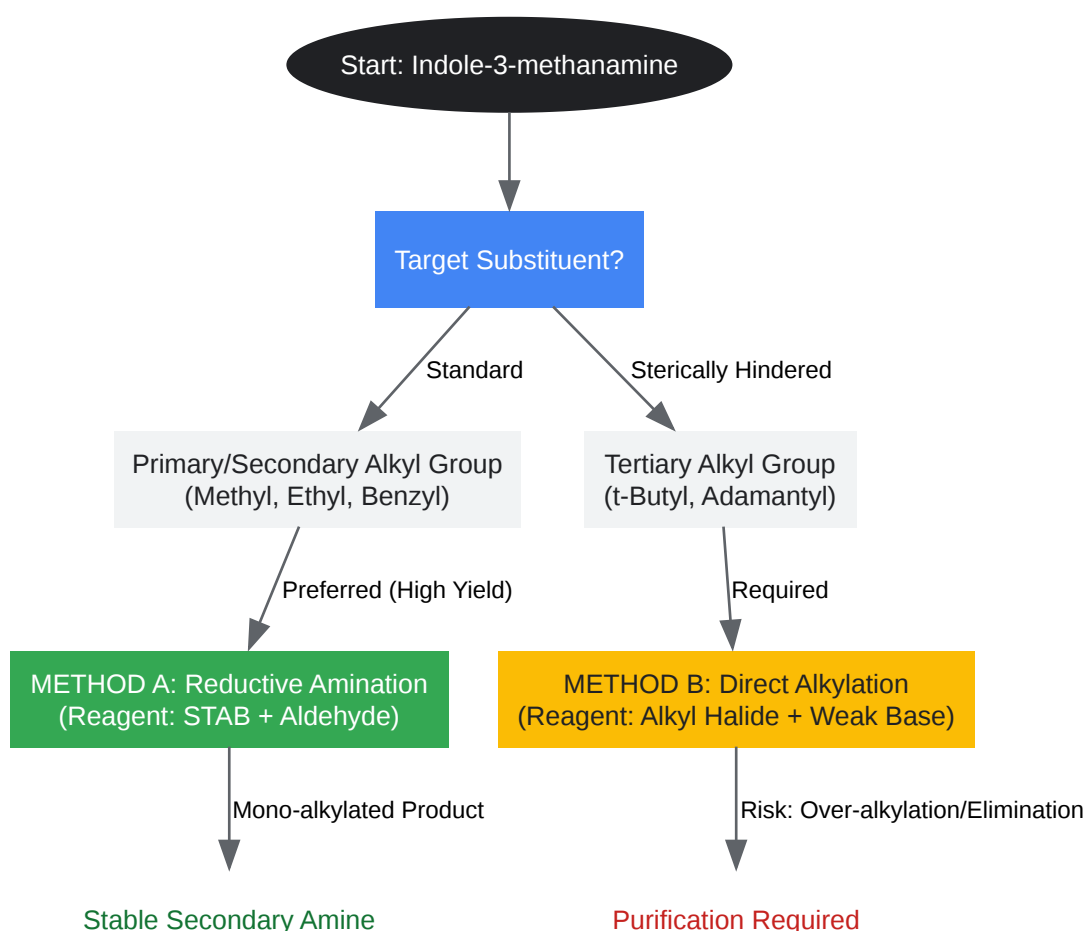 Start: Indole-3-methanamine
Target Substituent?
Standard
Sterically Hindered
Primary/Secondary Alkyl Group
(Methyl, Ethyl, Benzyl)
Tertiary Alkyl Group
(t-Butyl, Adamantyl)
Preferred (High Yield)
Required
METHOD A: Reductive Amination
(Reagent: STAB + Aldehyde)
METHOD B: Direct Alkylation
(Reagent: Alkyl Halide + Weak Base)
Mono-alkylated Product
Risk: Over-alkylation/Elimination
Stable Secondary Amine
Purification Required